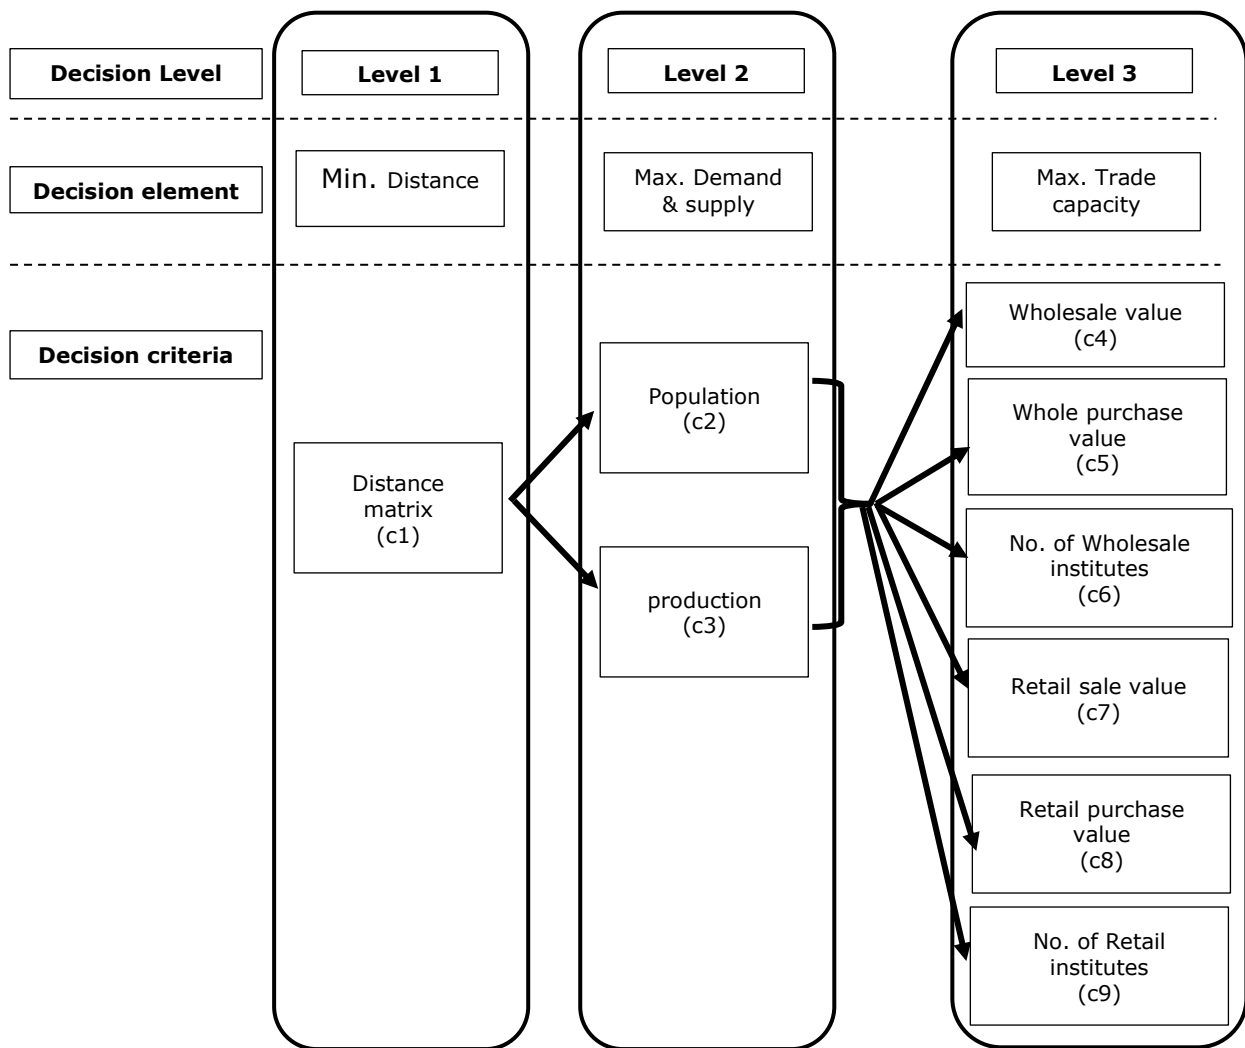 Decision Level
Level 1
Level 2
Level 3
Decision element
Min. Distance
Max. Demand
& supply
Max. Trade
capacity
Decision criteria
Distance
matrix
(c1)
Population
(c2)
production
(c3)
Wholesale value
(c4)
Whole purchase
value
(c5)
No. of Wholesale
institutes
(c6)
Retail sale value
(c7)
Retail purchase
value
(c8)
No. of Retail
institutes
(c9)